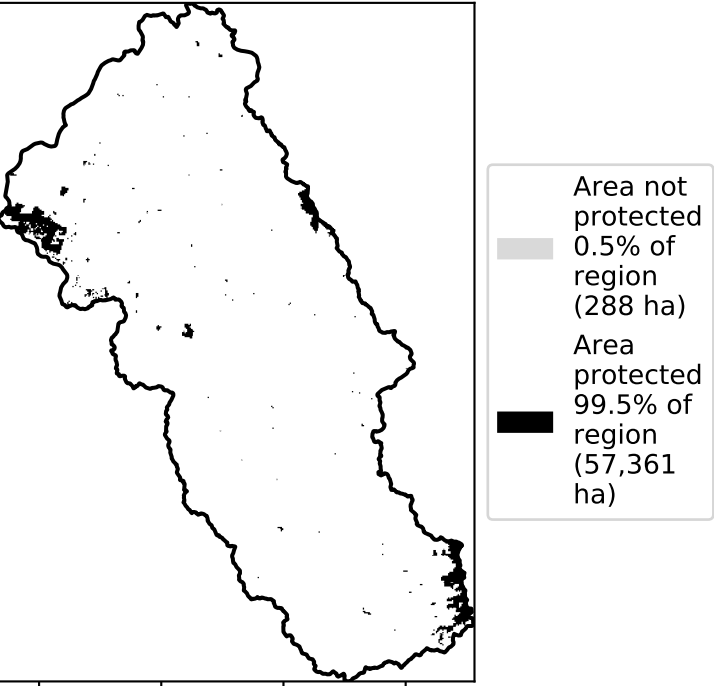 Area not
protected
0.5% of
region
(288 ha)
Area
protected
99.5% of
region
(57,361
ha)